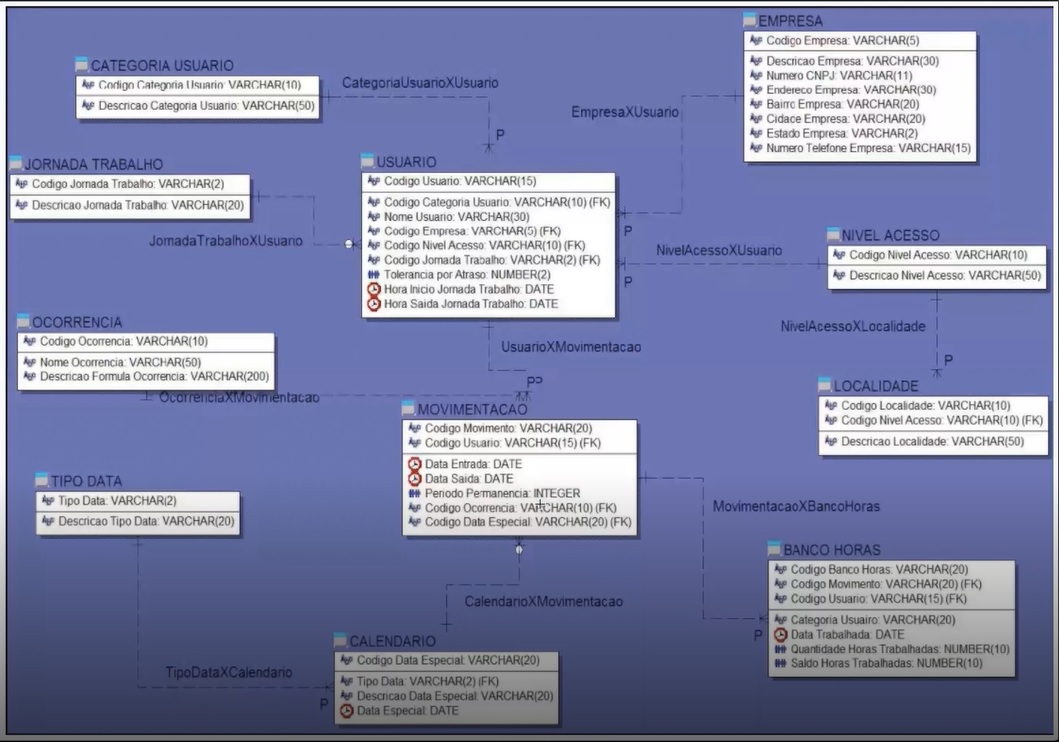 EMPRESA
Codigo Empresa: VARCHAR(5)
Descricao Empresa: VARCHAR(30)
Numero CNPJ: VARCHAR(11)
Endereco Empresa: VARCHAR(30)
Bairro Empresa: VARCHAR(20)
Cidace Empresa: VARCHAR(20)
Estado Empresa: VARCHAR(2)
Numero Telefone Empresa: VARCHAR(15)
CATEGORIA USUARIO
Codigo Categoria Usuario: VARCHAR(10)
Descricao Categoria Usuario: VARCHAR(50)
CategoriaUsuarioXUsuario
P
EmpresaXUsuario
P
JORNADA TRABALHO
Codigo Jornada Trabalho: VARCHAR(2)
Descricao Jornada Trabalho: VARCHAR(20)
JornadaTrabalhoXUsuario
USUARIO
Codigo Usuario: VARCHAR(15)
Codigo Categoria Usuario: VARCHAR(10) (FK)
Nome Usuario: VARCHAR(30)
Codigo Empresa: VARCHAR(5) (FK)
Codigo Nivel Acesso: VARCHAR(10) (FK)
Codigo Jornada Trabalho: VARCHAR(2) (FK)
Tolerancia por Atraso: NUMBER(2)
Hora Inicio Jornada Trabalho: DATE
Hora Saida Jornada Trabalho: DATE
NivelAcessoXUsuario
P
NIVEL ACESSO
Codigo Nivel Acesso: VARCHAR(10)
Descricao Nivel Acesso: VARCHAR(50)
NivelAcessoXLocalidade
P
OCORRENCIA
Codigo Ocorrencia: VARCHAR(10)
Nome Ocorrencia: VARCHAR(50)
Descricao Formula Ocorrencia: VARCHAR(200)
OcorrenciaXMovimentacao
UsuarioXMovimentacao
PP
LOCALIDADE
Codigo Localidade: VARCHAR(10)
Codigo Nivel Acesso: VARCHAR(10) (FK)
Descricao Localidade: VARCHAR(50)
MOVIMENTACAO
Codigo Movimento: VARCHAR(20)
Codigo Usuario: VARCHAR(15) (FK)
Data Entrada: DATE
Data Saida: DATE
Periodo Permanencia: INTEGER
Codigo Ocorrencia: VARCHAR(10) (FK)
Codigo Data Especial: VARCHAR(20) (FK)
TIPO DATA
Tipo Data: VARCHAR(2)
Descricao Tipo Data: VARCHAR(20)
MovimentacaoXBancoHoras
P
BANCO HORAS
Codigo Banco Horas: VARCHAR(20)
Codigo Movimento: VARCHAR(20) (FK)
Codigo Usuario: VARCHAR(15) (FK)
Categoria Usuairo: VARCHAR(20)
Data Trabalhada: DATE
Quantidade Horas Trabalhadas: NUMBER(10)
Saldo Horas Trabalhadas: NUMBER(10)
CalendarioXMovimentacao
TipoDataXCalendario
P
CALENDARIO
Codigo Data Especial: VARCHAR(20)
Tipo Data: VARCHAR(2) (FK)
Descricao Data Especial: VARCHAR(20)
Data Especial: DATE